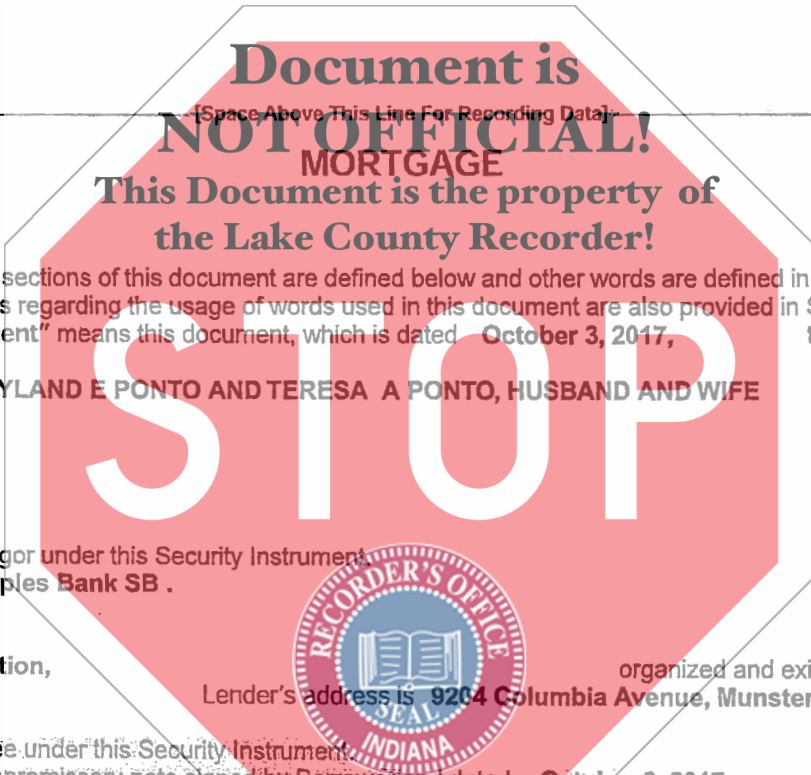 Document is
[Space Above This Line For Recording Data]
NOT OFFICIAL!
MORTGAGE
This Document is the property of
the Lake County Recorder!
sections of this document are defined below and other words are defined in
s regarding the usage of words used in this document are also provided in S
ent" means this document, which is dated October 3, 2017,
YLAND E PONTO AND TERESA A PONTO, HUSBAND AND WIFE
STOP
gor under this Security Instrument.
ples Bank SB .
RECORDER'S OFFICE
SEAL
INDIANA
tion,
organized and exi
Lender's address is 9204 Columbia Avenue, Munster
e under this Security Instrument.